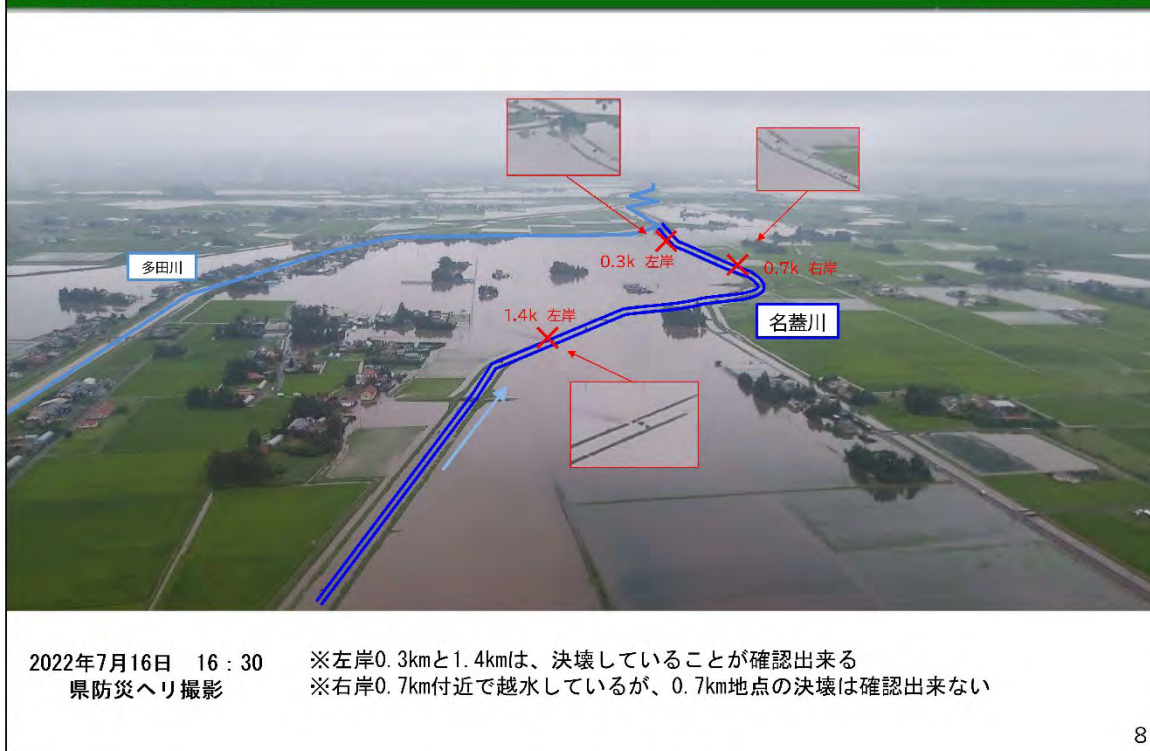 多田川
0.3k 左岸
0.7k 右岸
1.4k 左岸
名蓋川
2022年7月16日　16：30
県防災ヘリ撮影
※左岸0.3kmと1.4kmは、決壊していることが確認出来る
※右岸0.7km付近で越水しているが、0.7km地点の決壊は確認出来ない
8